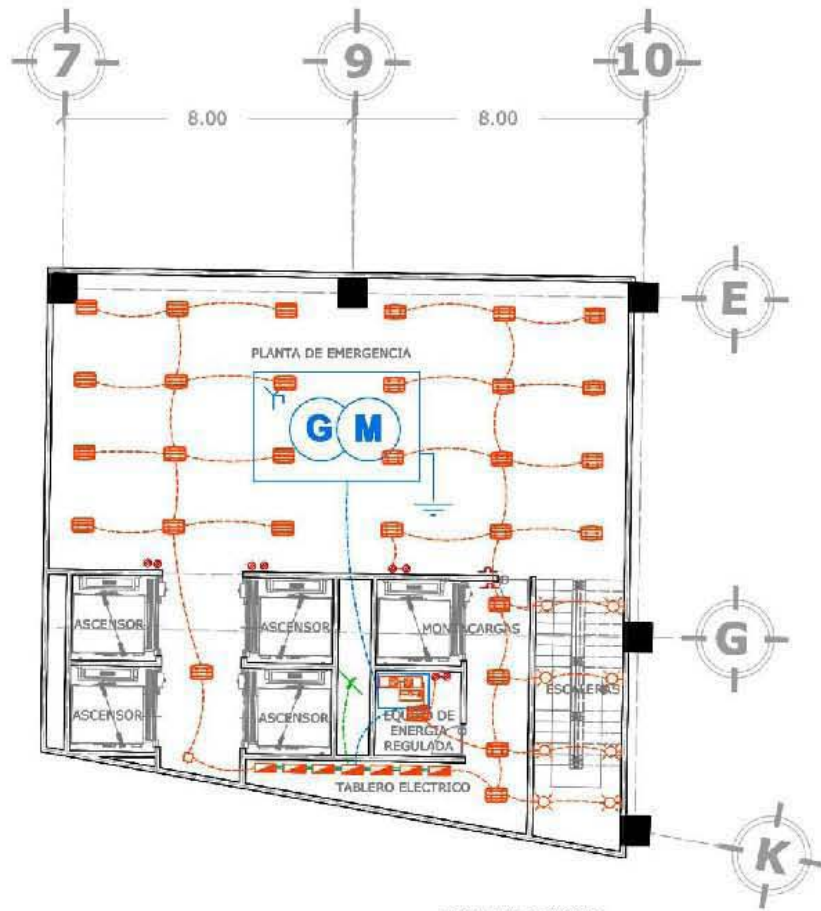 7 9 10
8.00 8.00
E
PLANTA DE EMERGENCIA
G M
ASCENSOR ASCENSOR MONTACARGAS G
ESCALERAS
ASCENSOR ASCENSOR EQUIPO DE
ENERGIA
REGULADA
TABLERO ELECTRICO
K